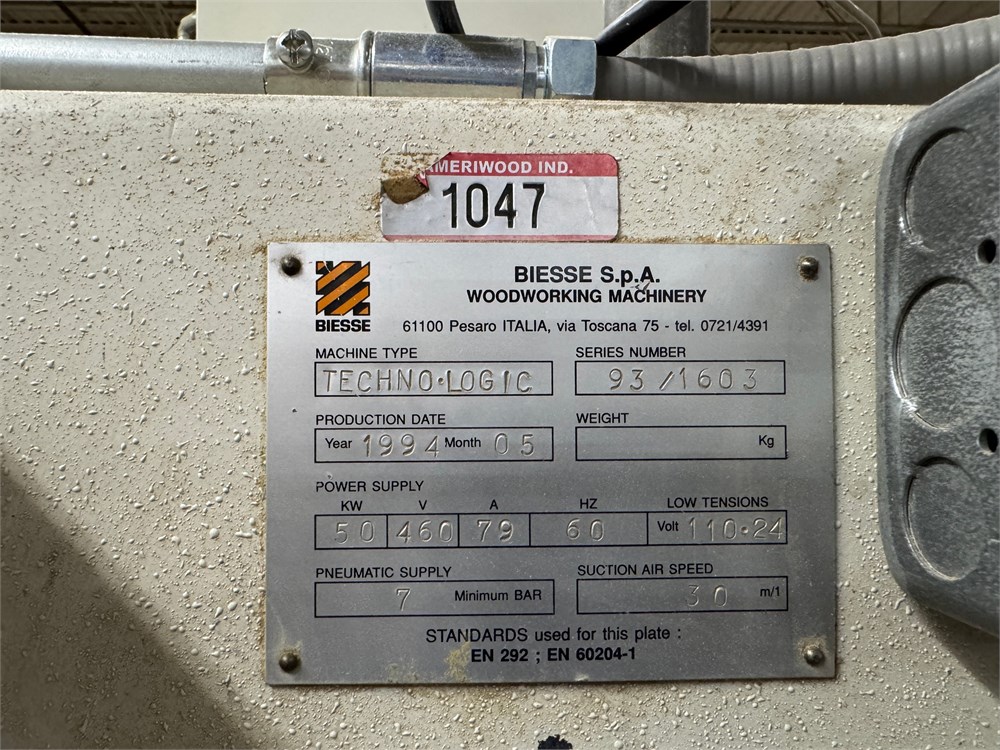 MERIWOOD IND.
1047
BIESSE
BIESSE S.p.A.
WOODWORKING MACHINERY
61100 Pesaro ITALIA, via Toscana 75 - tel. 0721/4391
MACHINE TYPE SERIES NUMBER
TECHNO•LOGIC 93/1603
PRODUCTION DATE WEIGHT
Year 1994 Month 05 Kg
POWER SUPPLY
KW V A HZ LOW TENSIONS
50 460 79 60 Volt 110•24
PNEUMATIC SUPPLY SUCTION AIR SPEED
7 Minimum BAR 30 m/1
STANDARDS used for this plate :
EN 292 ; EN 60204-1